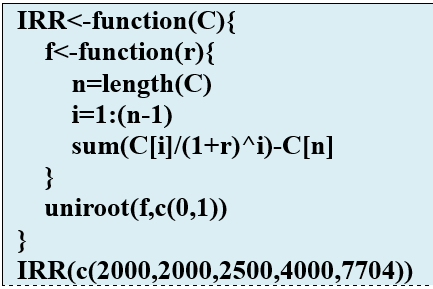 IRR<-function(C){
f<-function(r){
n=length(C)
i=1:(n-1)
sum(C[i]/(1+r)^i)-C[n]
}
uniroot(f,c(0,1))
}
IRR(c(2000,2000,2500,4000,7704))